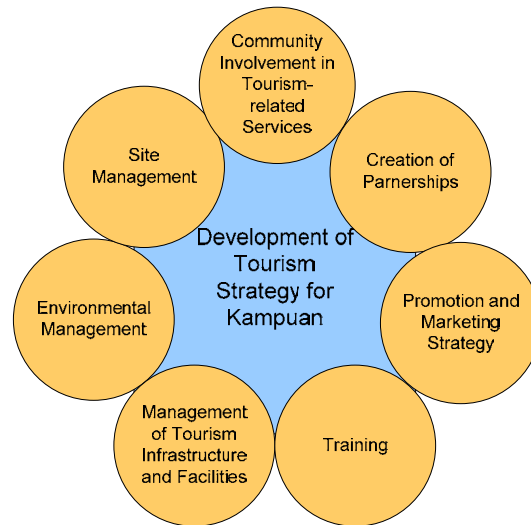 Community
Involvement in
Tourism-
related
Services
Creation of
Parnerships
Promotion and
Marketing
Strategy
Training
Management
of Tourism
Infrastructure
and Facilities
Environmental
Management
Site
Management
Development of
Tourism
Strategy for
Kampuan